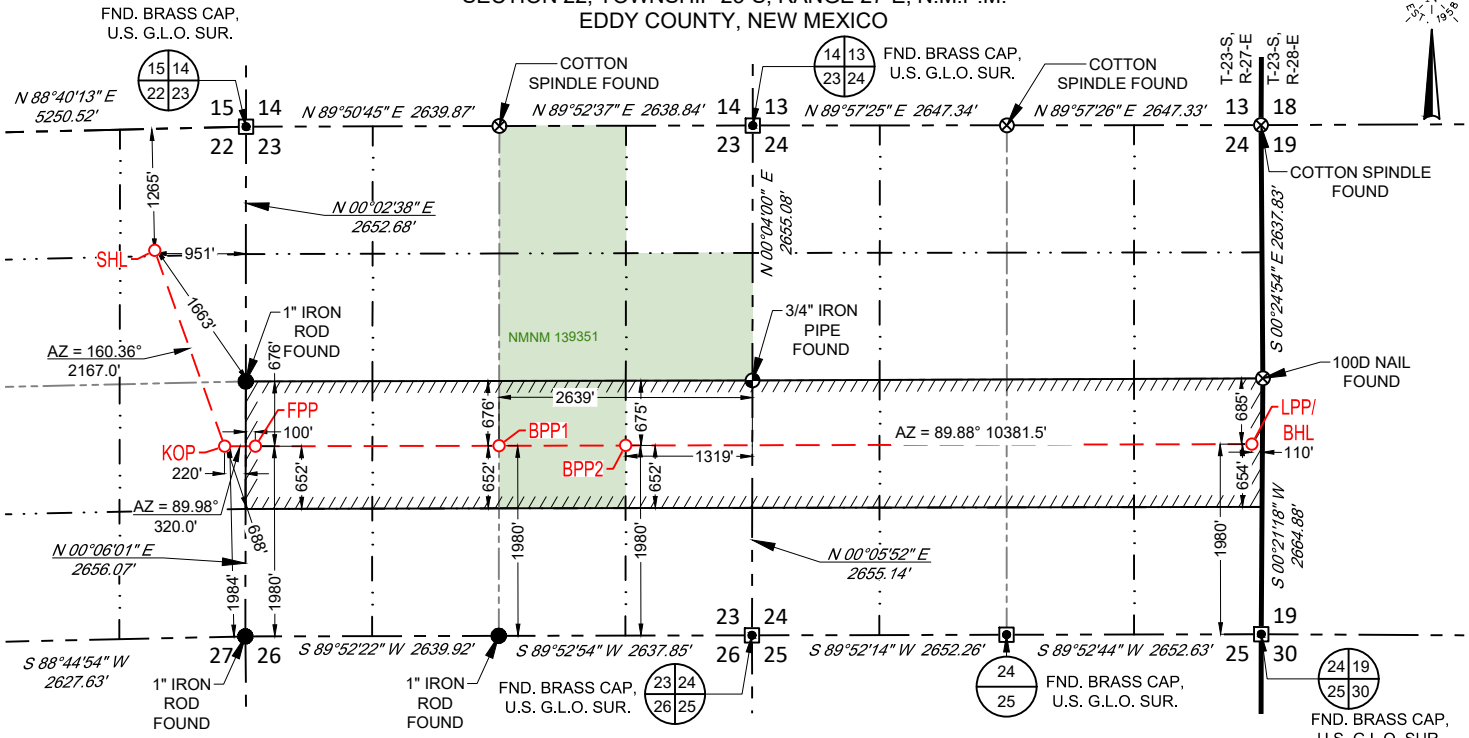 SECTION 22, TOWNSHIP 23-S, RANGE 27-E, N.M.P.M.
EDDY COUNTY, NEW MEXICO
EST. 1958
FND. BRASS CAP,
U.S. G.L.O. SUR.
15 14
22 23
COTTON
SPINDLE FOUND
14 13
23 24
FND. BRASS CAP,
U.S. G.L.O. SUR.
COTTON
SPINDLE FOUND
T-23-S,
R-27-E
T-23-S,
R-28-E
N 88°40'13" E
5250.52'
15 14
22 23
N 89°50'45" E 2639.87'
N 89°52'37" E 2638.84'
14 13
23 24
N 89°57'25" E 2647.34'
N 89°57'26" E 2647.33'
13 18
24 19
COTTON SPINDLE
FOUND
1265'
N 00°02'38" E
2652.68'
N 00°04'00" E
2655.08'
S 00°24'54" E 2637.83'
SHL
951'
1663'
1" IRON
ROD
FOUND
NMNM 139351
3/4" IRON
PIPE
FOUND
AZ = 160.36°
2167.0'
100D NAIL
FOUND
676'
2639'
676'
675'
685'
FPP
100'
BPP1
BPP2
AZ = 89.88° 10381.5'
LPP/
BHL
110'
KOP
220'
652'
652'
652'
1319'
654'
AZ = 89.98°
320.0'
688'
N 00°06'01" E
2656.07'
1984'
1980'
1980'
1980'
N 00°05'52" E
2655.14'
1980'
S 00°21'18" W
2664.88'
S 88°44'54" W
2627.63'
27 26
S 89°52'22" W 2639.92'
S 89°52'54" W 2637.85'
23 24
26 25
S 89°52'14" W 2652.26'
S 89°52'44" W 2652.63'
19
25 30
1" IRON
ROD
FOUND
1" IRON
ROD
FOUND
FND. BRASS CAP,
U.S. G.L.O. SUR.
23 24
26 25
24
25
FND. BRASS CAP,
U.S. G.L.O. SUR.
24 19
25 30
FND. BRASS CAP,
U.S. G.L.O. SUR.